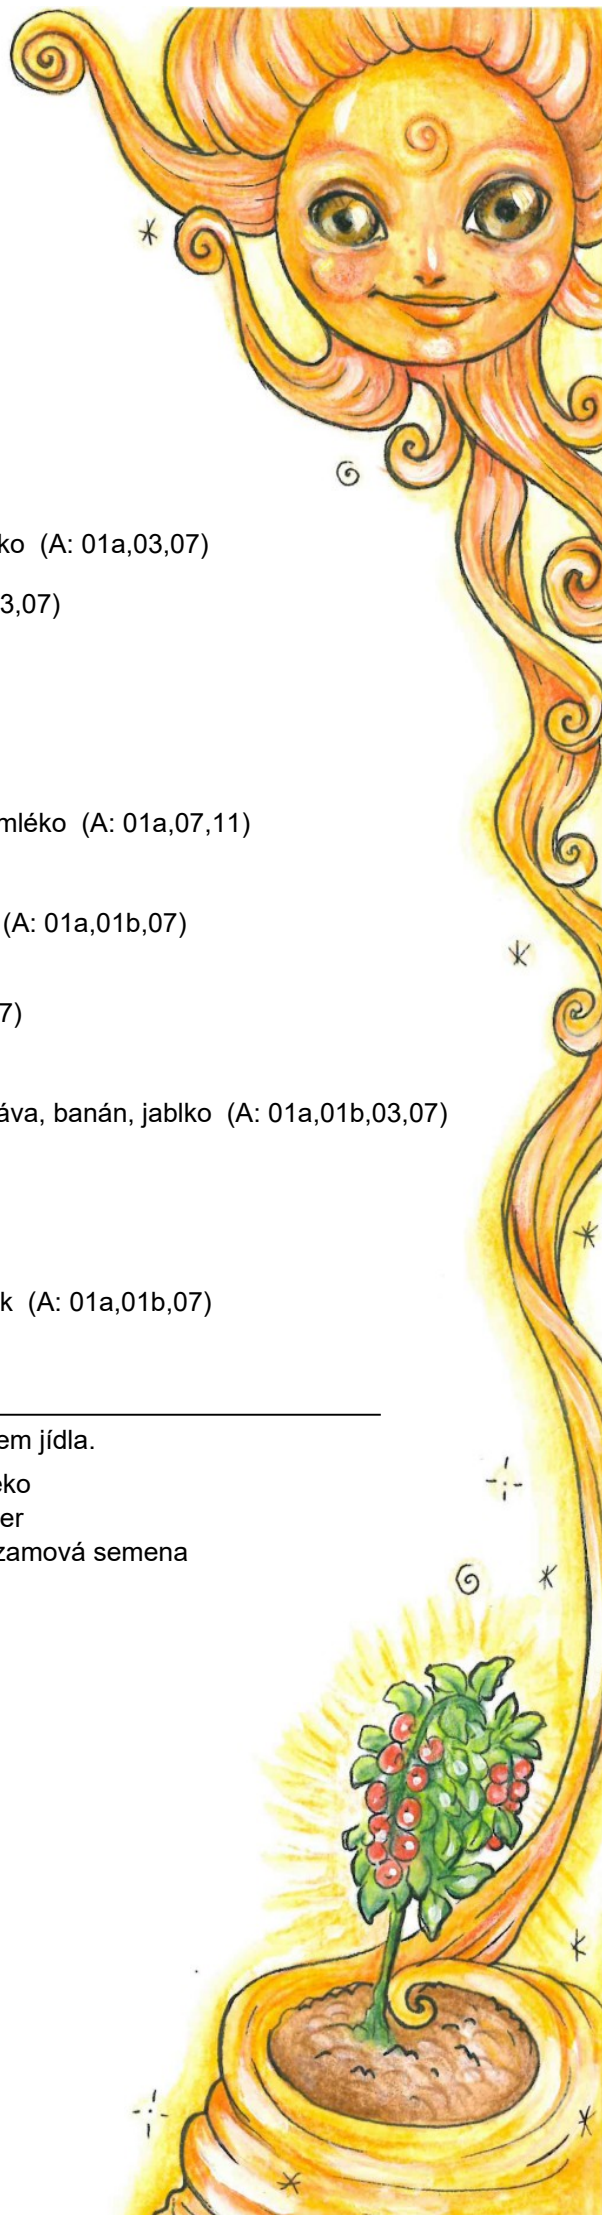 ko (A: 01a,03,07)
3,07)
mléko (A: 01a,07,11)
(A: 01a,01b,07)
7)
áva, banán, jablko (A: 01a,01b,03,07)
k (A: 01a,01b,07)
em jídla.
éko
er
zamová semena